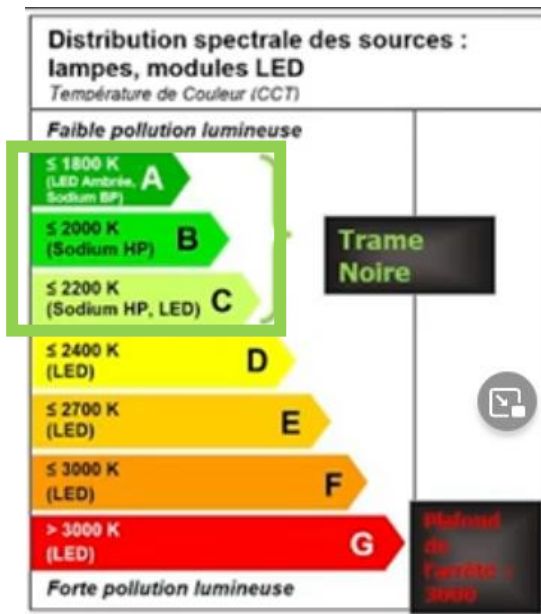 Distribution spectrale des sources :
lampes, modules LED
Température de Couleur (CCT)
Faible pollution lumineuse
≤ 1800 K
(LED Ambrée,
Sodium BP)
A
≤ 2000 K
(Sodium HP)
B
Trame
Noire
≤ 2200 K
(Sodium HP, LED)
C
≤ 2400 K
(LED)
D
≤ 2700 K
(LED)
E
≤ 3000 K
(LED)
F
> 3000 K
(LED)
G
Plafond
de
l'arrêté :
3000
Forte pollution lumineuse